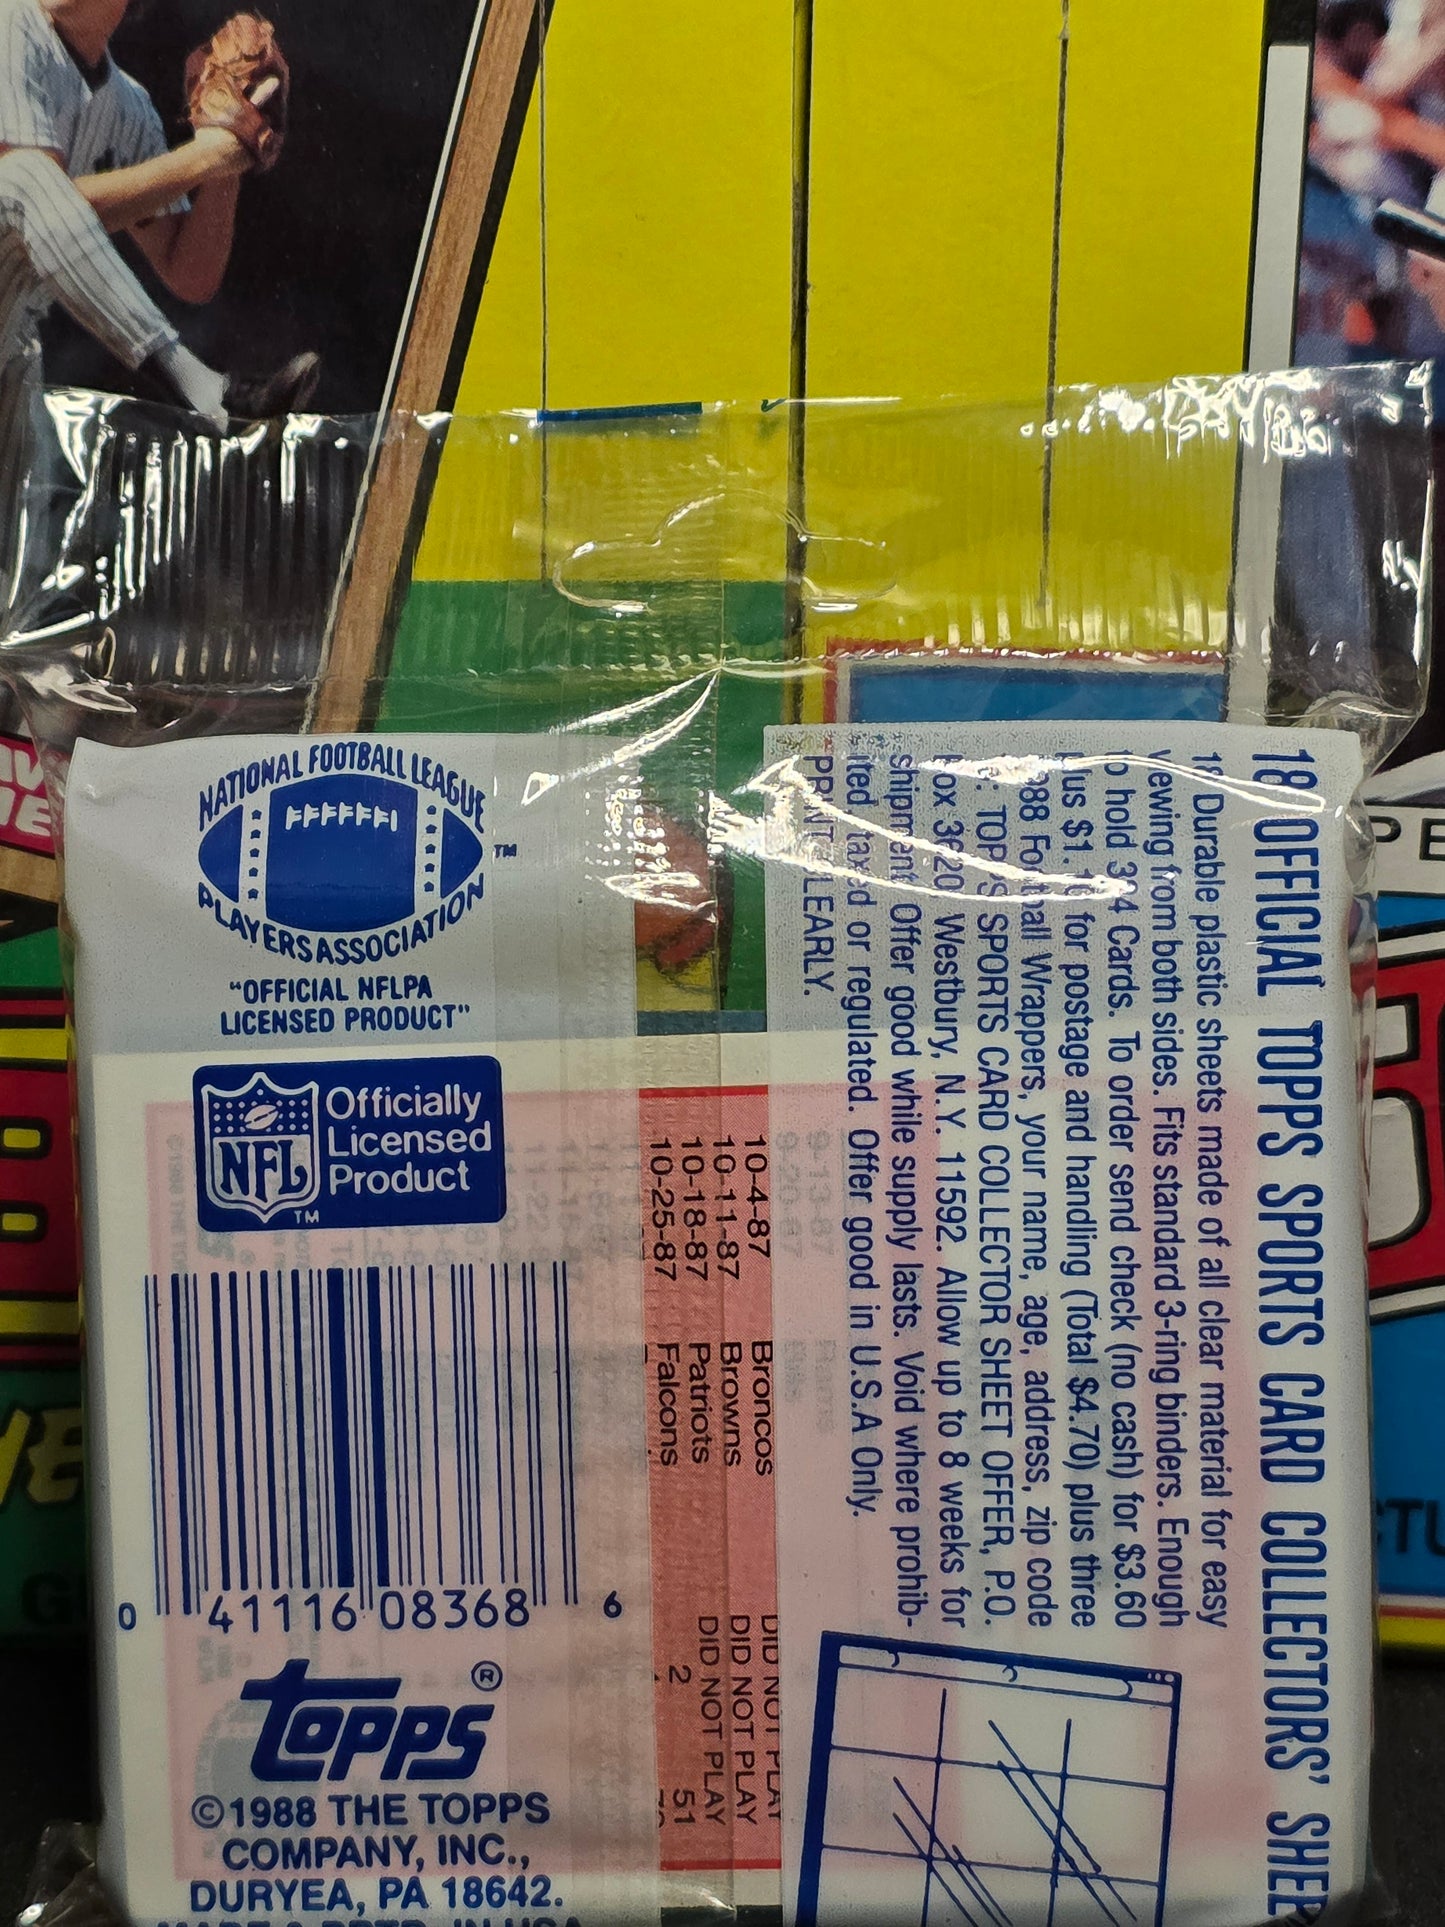 NATIONAL FOOTBALL LEAGUE
PLAYERS ASSOCIATION
TM
"OFFICIAL NFLPA
LICENSED PRODUCT"
NFL
TM
Officially
Licensed
Product
0 41116 08368 6
TOPPS
®
©1988 THE TOPPS
COMPANY, INC.,
DURYEA, PA 18642.
18 OFFICIAL TOPPS SPORTS CARD COLLECTORS'
18 Durable plastic sheets made of all clear material for easy
viewing from both sides. Fits standard 3-ring binders. Enough
to hold 324 Cards. To order send check (no cash) for $3.60
plus $1.10 for postage and handling (Total $4.70) plus three
1988 Football Wrappers, your name, age, address, zip code
TOPPS SPORTS CARD COLLECTOR SHEET OFFER, P.O.
Box 3620, Westbury, N.Y. 11592. Allow up to 8 weeks for
shipment. Offer good while supply lasts. Void where prohib-
ited, taxed or regulated. Offer good in U.S.A Only.
PRINT CLEARLY.
10-4-87 Broncos DID NOT PLAY
10-11-87 Browns DID NOT PLAY
10-18-87 Patriots DID NOT PLAY
10-25-87 Falcons 2 51